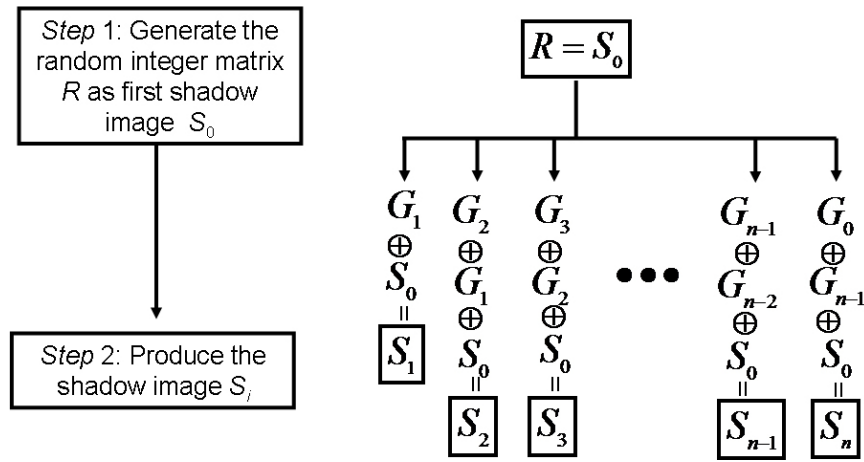 Step 1: Generate the
random integer matrix
R as first shadow
image S₀
Step 2: Produce the
shadow image Sᵢ
R = S₀
G₁ ⊕ S₀ = S₁
G₂ ⊕ G₁ ⊕ S₀ = S₂
G₃ ⊕ G₂ ⊕ S₀ = S₃
•••
Gₙ₋₁ ⊕ Gₙ₋₂ ⊕ S₀ = Sₙ₋₁
G₀ ⊕ Gₙ₋₁ ⊕ S₀ = Sₙ